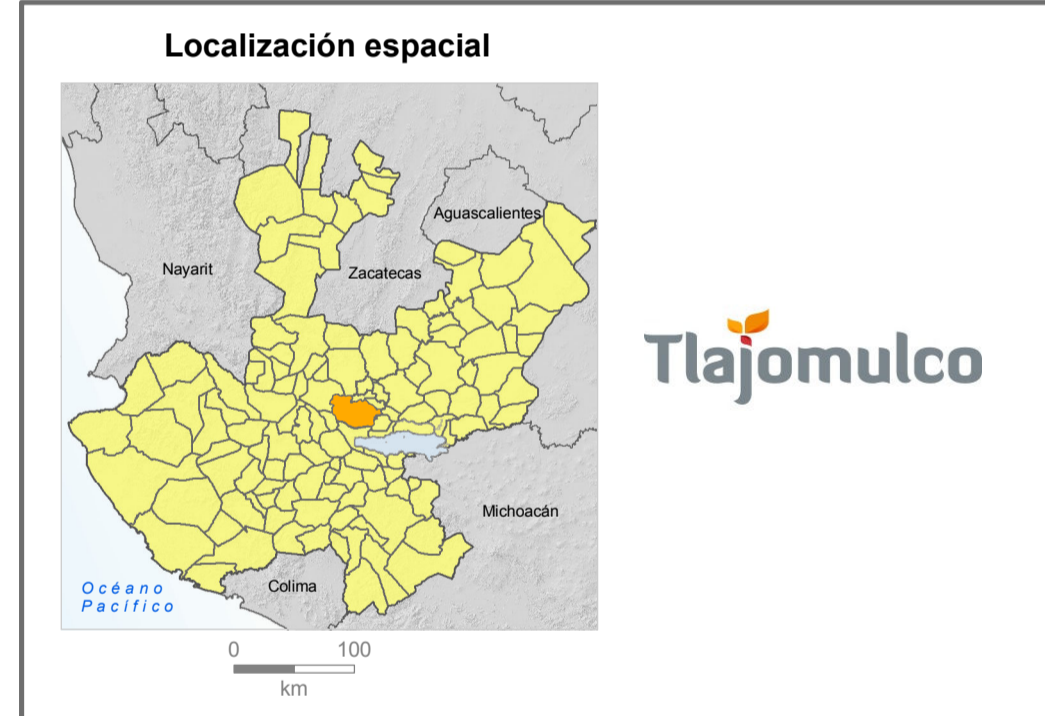 Localización espacial
Aguascalientes
Nayarit
Zacatecas
Tlajomulco
Michoacán
Colima
Océano
Pacífico
0 100
km